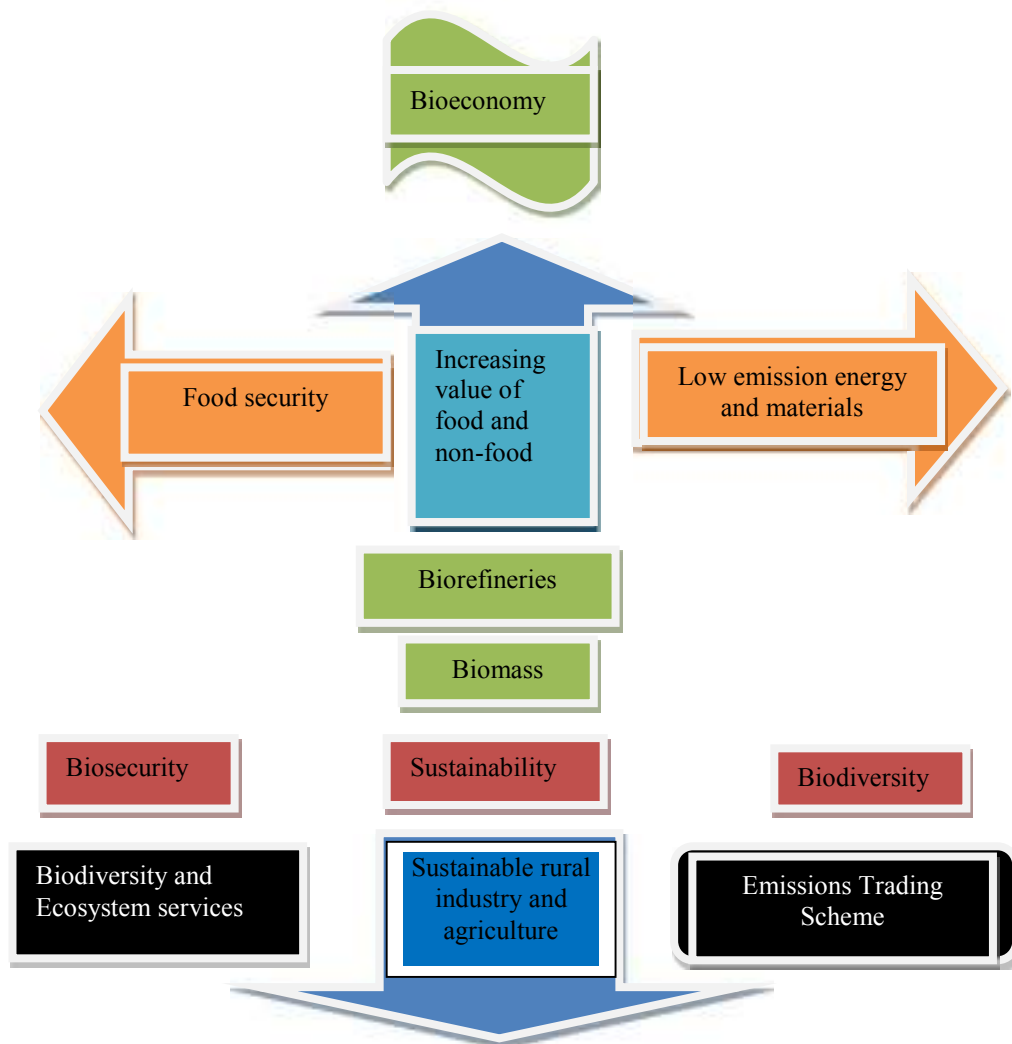 Bioeconomy
Increasing
value of
food and
non-food
Food security
Low emission energy
and materials
Biorefineries
Biomass
Biosecurity
Sustainability
Biodiversity
Biodiversity and
Ecosystem services
Sustainable rural
industry and
agriculture
Emissions Trading
Scheme